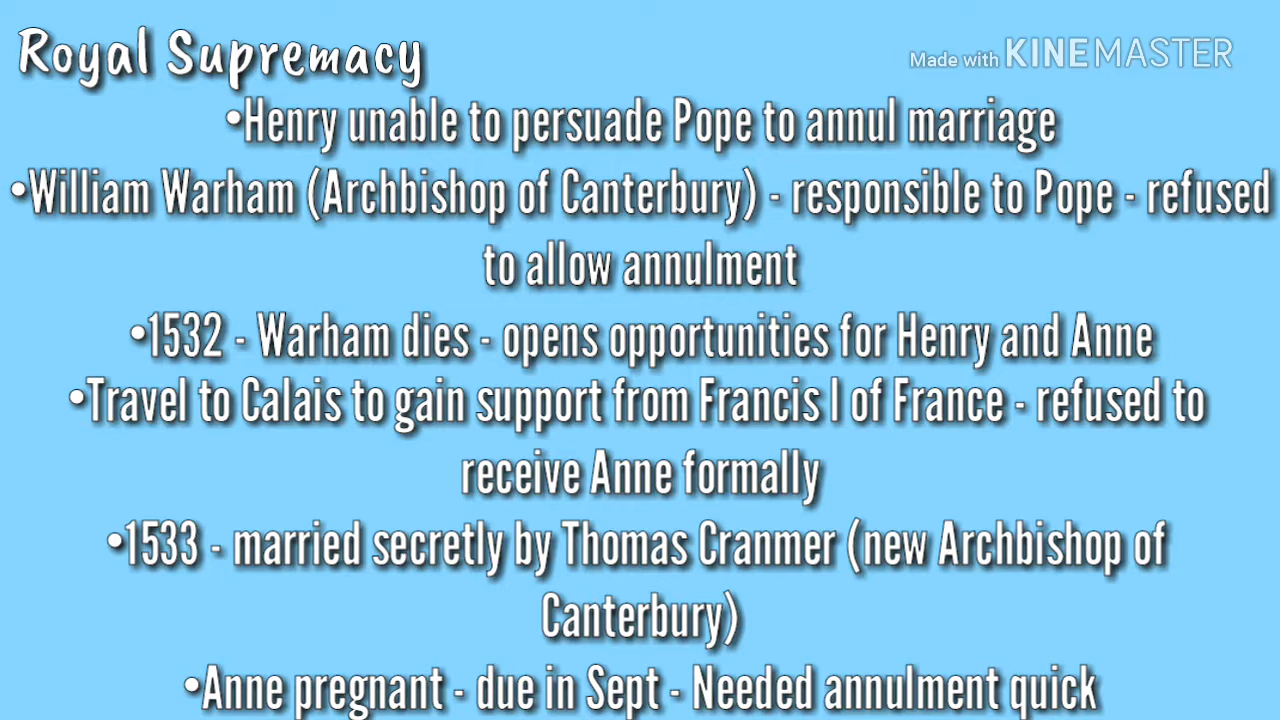 Royal Supremacy
Made with KINEMASTER
•Henry unable to persuade Pope to annul marriage
•William Warham (Archbishop of Canterbury) - responsible to Pope - refused
to allow annulment
•1532 - Warham dies - opens opportunities for Henry and Anne
•Travel to Calais to gain support from Francis I of France - refused to
receive Anne formally
•1533 - married secretly by Thomas Cranmer (new Archbishop of
Canterbury)
•Anne pregnant - due in Sept - Needed annulment quick